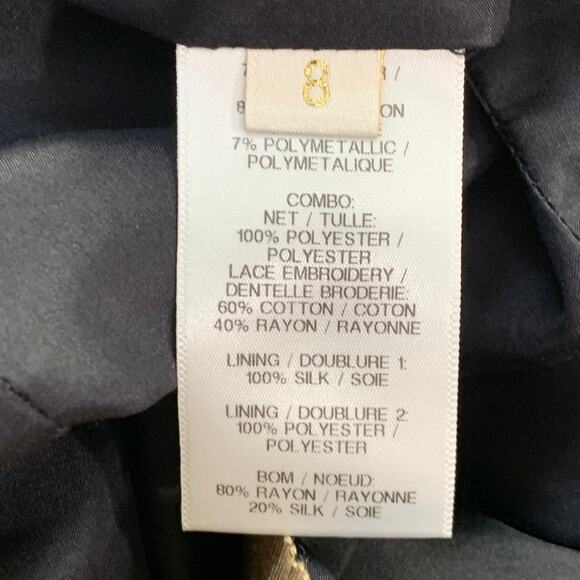 8
ON
7% POLYMETALLIC /
POLYMETALIQUE
COMBO:
NET / TULLE:
100% POLYESTER /
POLYESTER
LACE EMBROIDERY /
DENTELLE BRODERIE:
60% COTTON / COTON
40% RAYON / RAYONNE
LINING / DOUBLURE 1:
100% SILK / SOIE
LINING / DOUBLURE 2:
100% POLYESTER /
POLYESTER
BOM / NOEUD:
80% RAYON / RAYONNE
20% SILK / SOIE